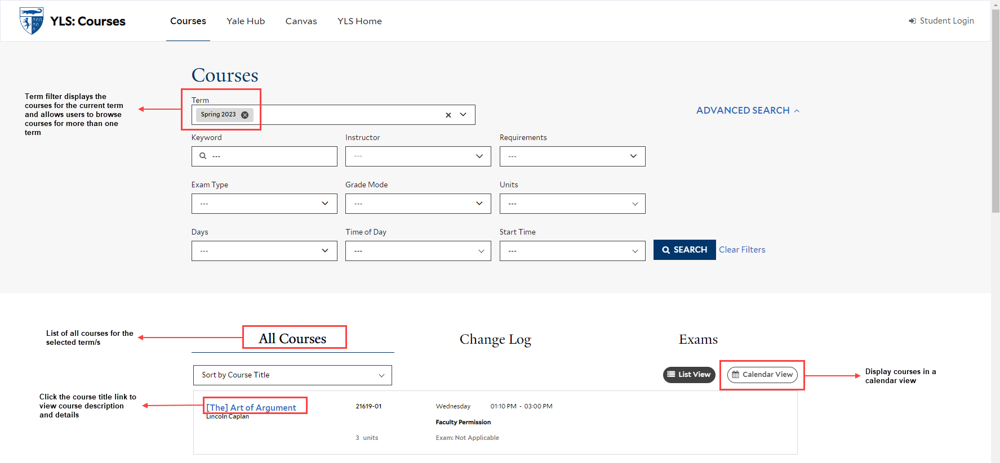 YLS: Courses
Courses
Yale Hub
Canvas
YLS Home
Student Login
Courses
Term filter displays the
courses for the current term
and allows users to browse
courses for more than one
term
Term
Spring 2023
ADVANCED SEARCH
Keyword
Instructor
Requirements
---
---
---
Exam Type
Grade Mode
Units
---
---
---
Days
Time of Day
Start Time
---
---
---
SEARCH
Clear Filters
List of all courses for the
selected term/s
All Courses
Change Log
Exams
Sort by Course Title
List View
Calendar View
Display courses in a
calendar view
Click the course title link to
view course description
and details
[The] Art of Argument
Lincoln Caplan
21619-01
Wednesday 01:10 PM - 03:00 PM
Faculty Permission
3 units
Exam: Not Applicable